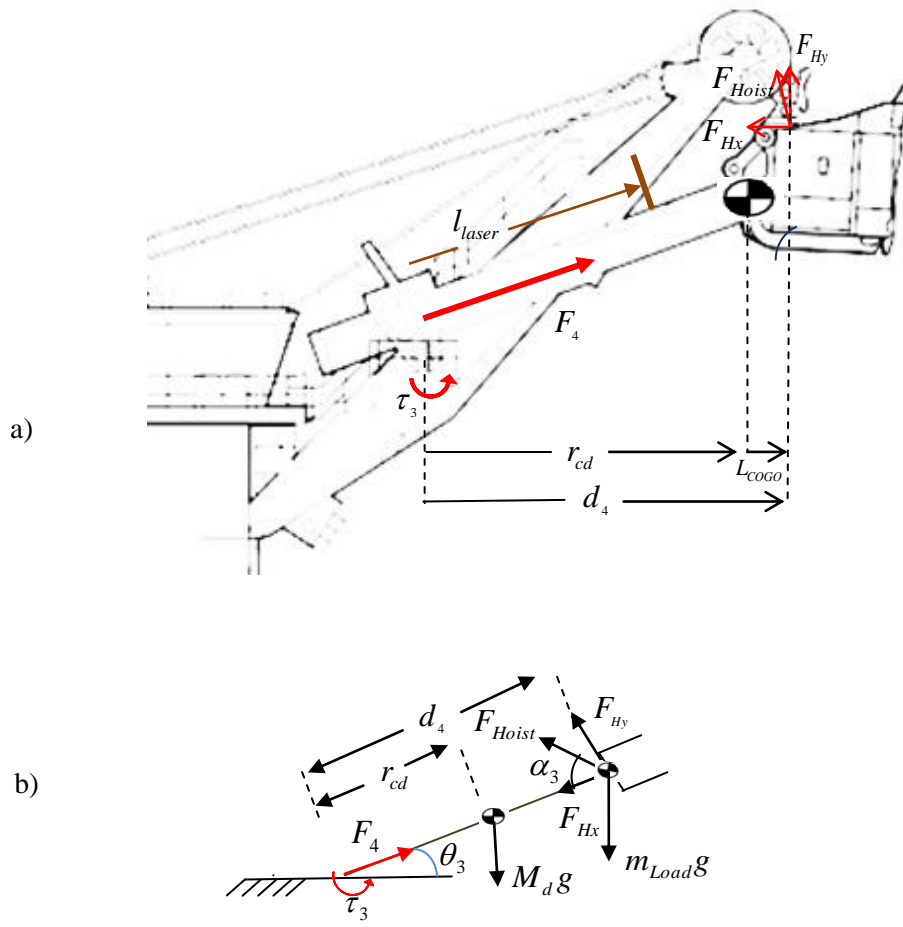 F_Hy
F_Hoist
F_Hx
l_laser
F_4
τ_3
a)
r_cd
L_COGO
d_4
d_4
F_Hoist
F_Hy
r_cd
α_3
b)
F_4
θ_3
F_Hx
M_d g
m_Load g
τ_3